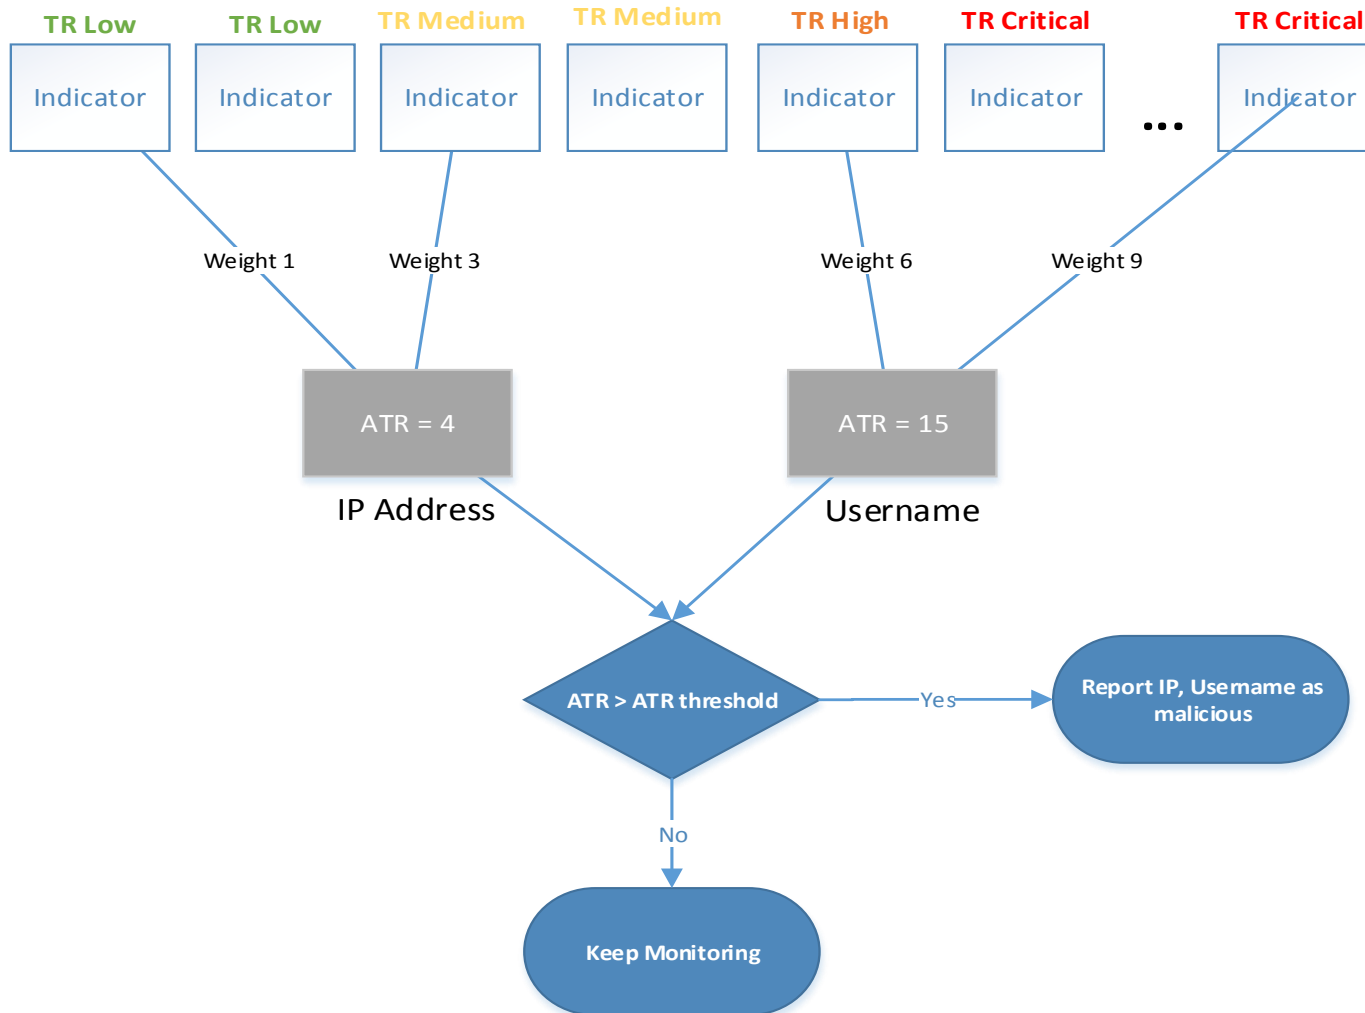 TR Low
TR Low
TR Medium
TR Medium
TR High
TR Critical
TR Critical
Indicator
Indicator
Indicator
Indicator
Indicator
Indicator
...
Indicator
Weight 1
Weight 3
Weight 6
Weight 9
ATR = 4
ATR = 15
IP Address
Username
ATR > ATR threshold
Yes
Report IP, Username as
malicious
No
Keep Monitoring